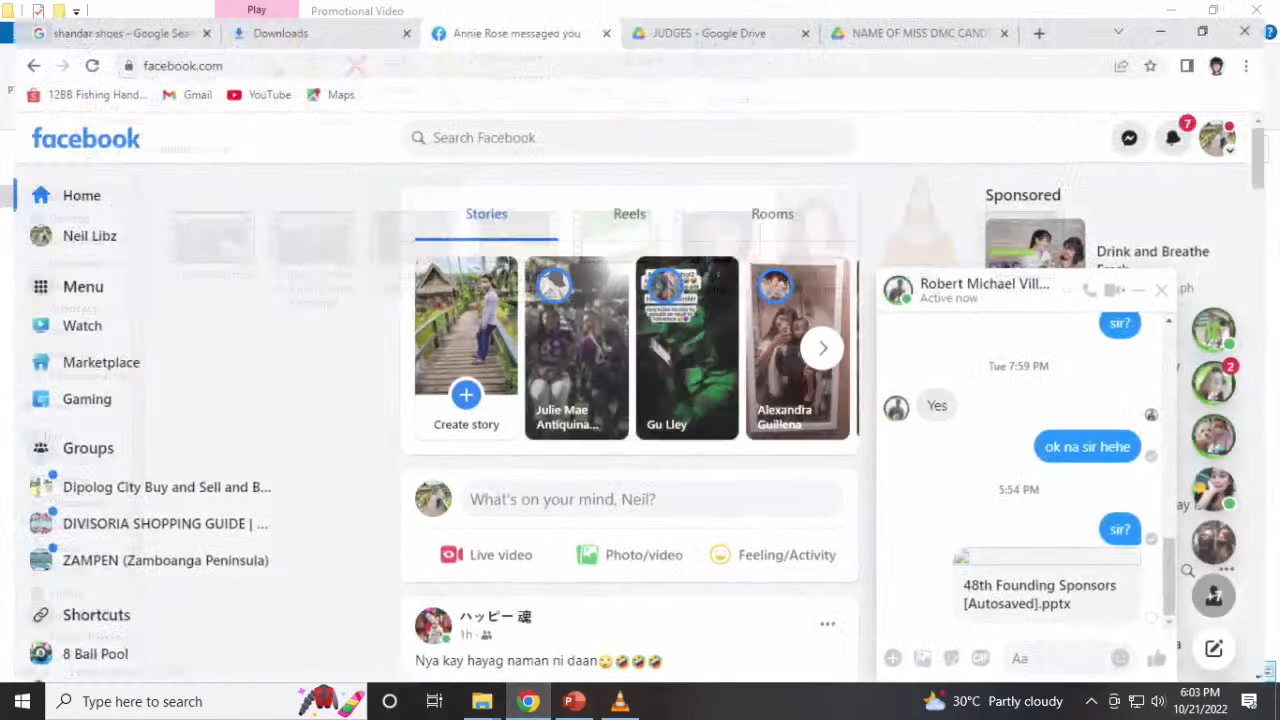 Play
Promotional Video
shandar shoes - Google Sea
Downloads
Annie Rose messaged you
JUDGES - Google Drive
NAME OF MISS DMC CAND
facebook.com
12BB Fishing Hand...
Gmail
YouTube
Maps
facebook
Search Facebook
7
Home
Neil Libz
Menu
Watch
Marketplace
Gaming
Groups
Dipolog City Buy and Sell and B...
DIVISORIA SHOPPING GUIDE | ...
ZAMPEN (Zamboanga Peninsula)
Shortcuts
8 Ball Pool
Stories
Reels
Rooms
Create story
Julie Mae
Antiquina...
Gu Lley
Alexandra
Guillena
What's on your mind, Neil?
Live video
Photo/video
Feeling/Activity
ハッピー 魂
1h
Nya kay hayag naman ni daan
Sponsored
Drink and Breathe
Robert Michael Vill...
Active now
sir?
Tue 7:59 PM
Yes
ok na sir hehe
5:54 PM
sir?
48th Founding Sponsors
[Autosaved].pptx
GIF
Aa
2
Type here to search
30°C Partly cloudy
6:03 PM
10/21/2022